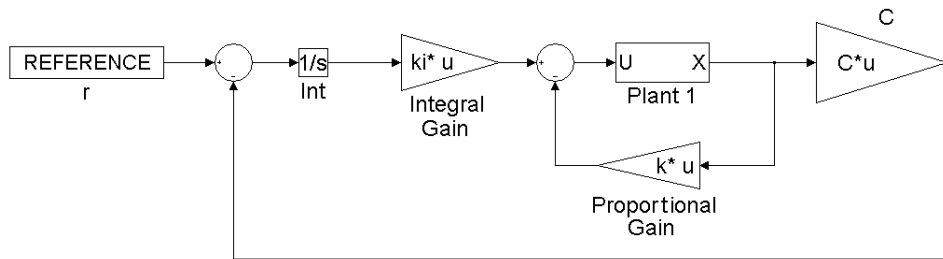 C
REFERENCE
+
-
1/s
ki* u
+
-
U X
C*u
r
Int
Integral
Gain
Plant 1
k* u
Proportional
Gain